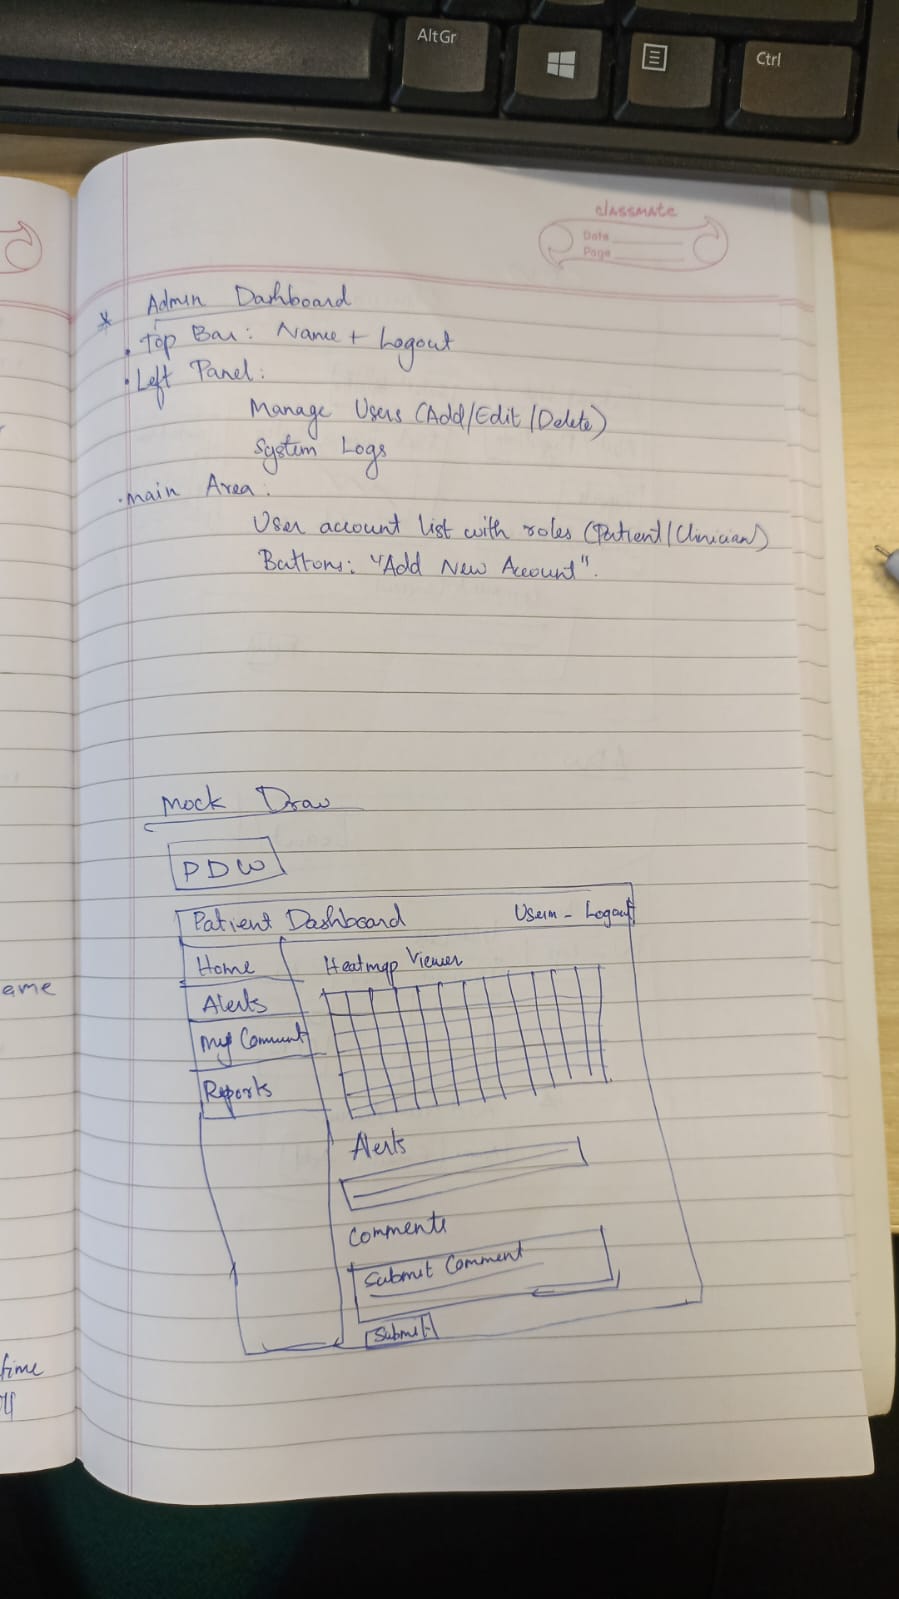 AltGr
Ctrl
classmate
Date
Page
* Admin Dashboard
• Top Bar: Name + Logout
• Left Panel:
Manage Users (Add/Edit/Delete)
System Logs
• main Area:
User account list with roles (Patient/Clinician)
Buttons: "Add New Account".
Mock Draw
PDW
Patient Dashboard
Logout
Home
Heatmap Viewer
Alerts
My Comment
Reports
Alerts
Comments
Submit Comment
Submit
ame
time